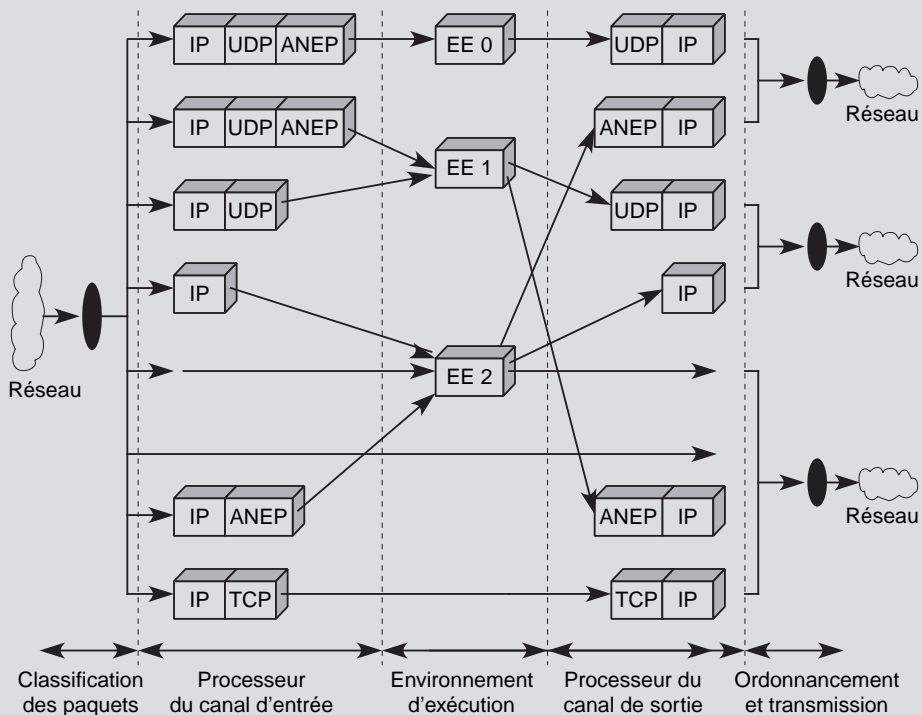 IP UDP ANEP EE 0 UDP IP
Réseau
IP UDP ANEP ANEP IP
EE 1
IP UDP UDP IP
Réseau
IP IP
Réseau
EE 2
IP ANEP ANEP IP
Réseau
IP TCP TCP IP
Classification
des paquets
Processeur
du canal d'entrée
Environnement
d'exécution
Processeur du
canal de sortie
Ordonnancement
et transmission